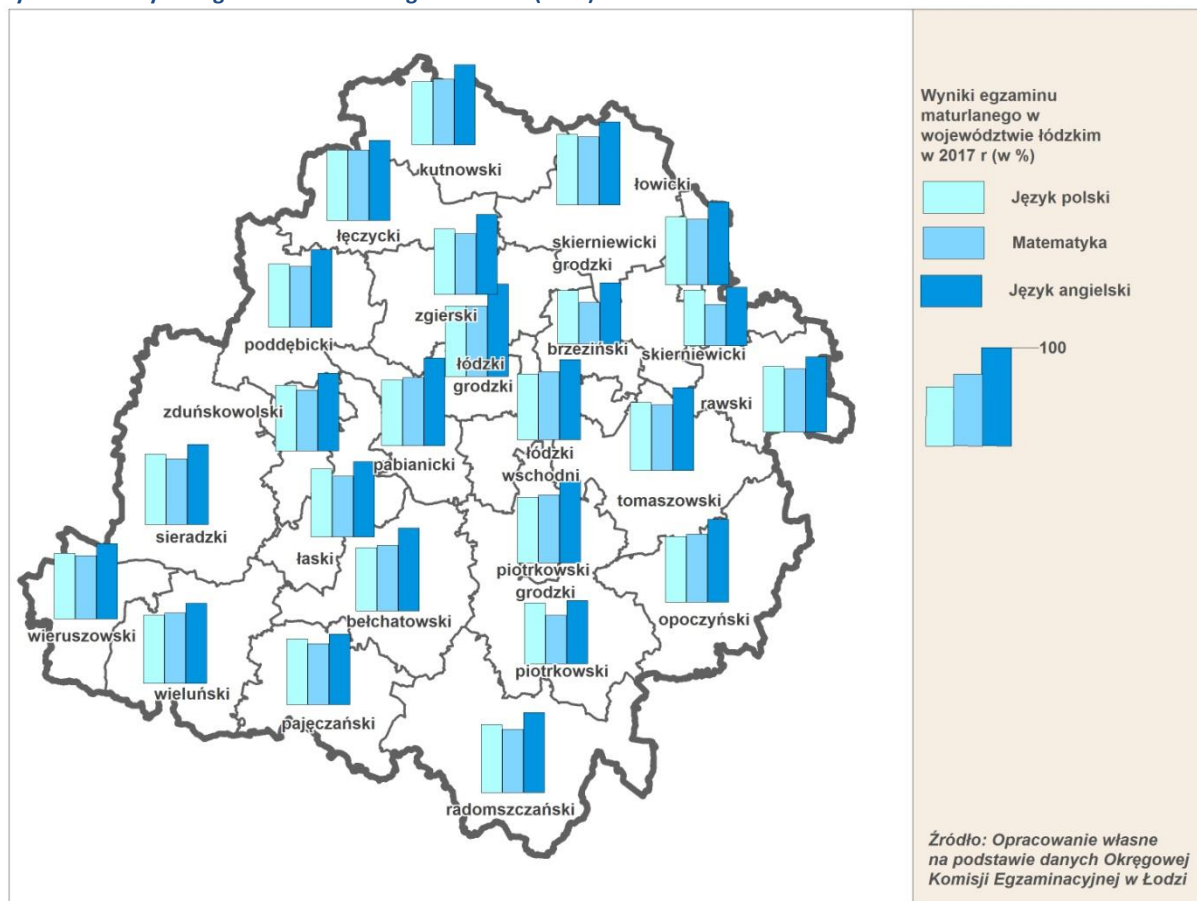 kutnowski
łowicki
łęczycki
skierniewicki
grodzki
zgierski
poddębicki
brzeziński
skierniewicki
łódzki
grodzki
zduńskowolski
rawski
pabianicki
łódzki
wschodni
tomaszowski
sieradzki
łaski
piotrkowski
grodzki
opoczyński
bełchatowski
wieruszowski
wieluński
piotrkowski
pajęczański
radomszczański
Wyniki egzaminu
maturlanego w
województwie łódzkim
w 2017 r (w %)
Język polski
Matematyka
Język angielski
100
Źródło: Opracowanie własne
na podstawie danych Okręgowej
Komisji Egzaminacyjnej w Łodzi